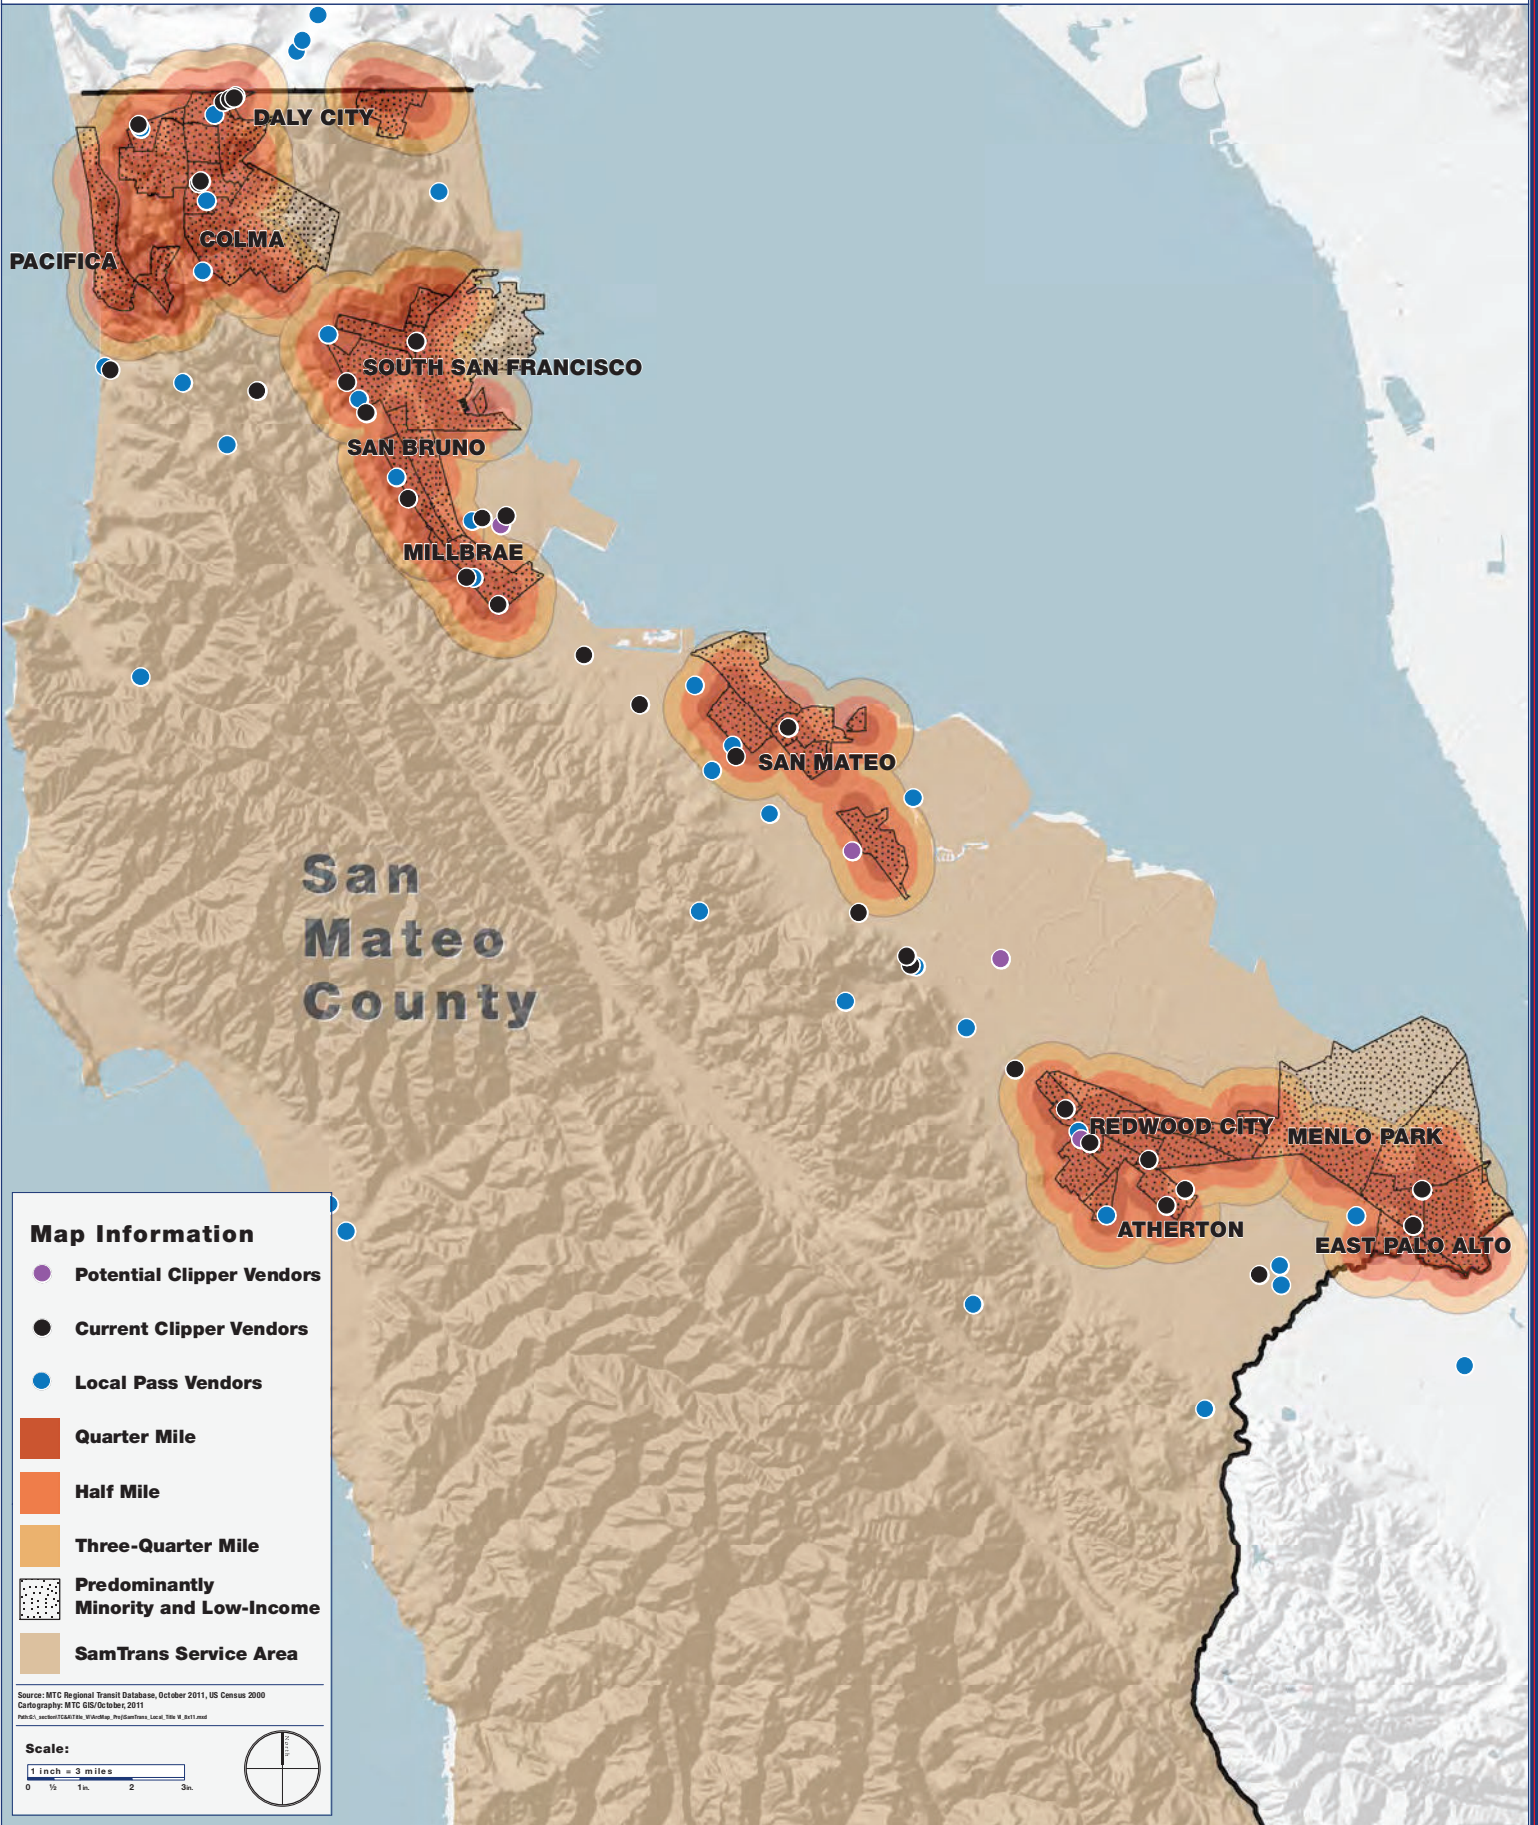 DALY CITY
COLMA
PACIFICA
SOUTH SAN FRANCISCO
SAN BRUNO
MILLBRAE
SAN MATEO
San
Mateo
County
REDWOOD CITY
MENLO PARK
ATHERTON
EAST PALO ALTO
Map Information
Potential Clipper Vendors
Current Clipper Vendors
Local Pass Vendors
Quarter Mile
Half Mile
Three-Quarter Mile
Predominantly
Minority and Low-Income
SamTrans Service Area
Source: MTC Regional Transit Database, October 2011, US Census 2000
Cartography: MTC GIS/October, 2011
Scale:
1 inch = 3 miles
0 ½ 1in. 2 3in.
North